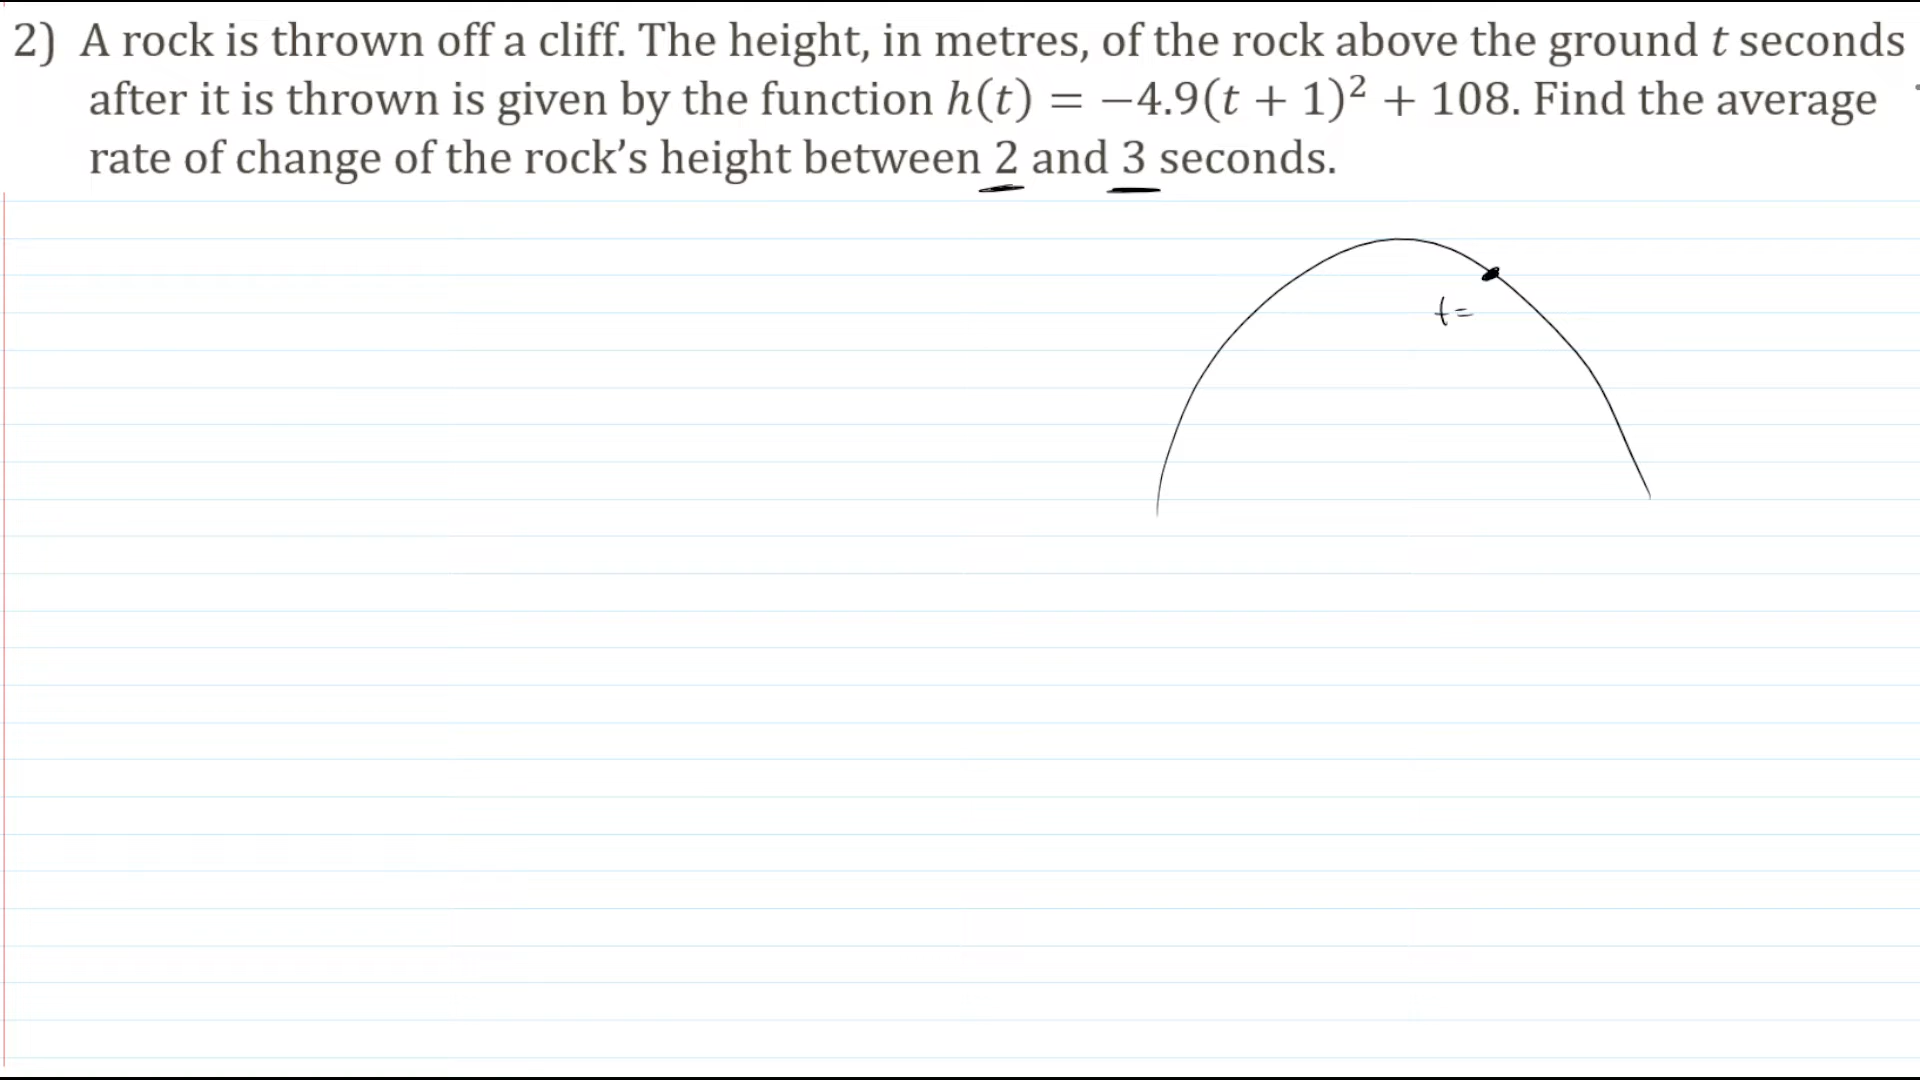 2) A rock is thrown off a cliff. The height, in metres, of the rock above the ground t seconds
after it is thrown is given by the function h(t) = −4.9(t + 1)² + 108. Find the average
rate of change of the rock’s height between 2 and 3 seconds.
t=